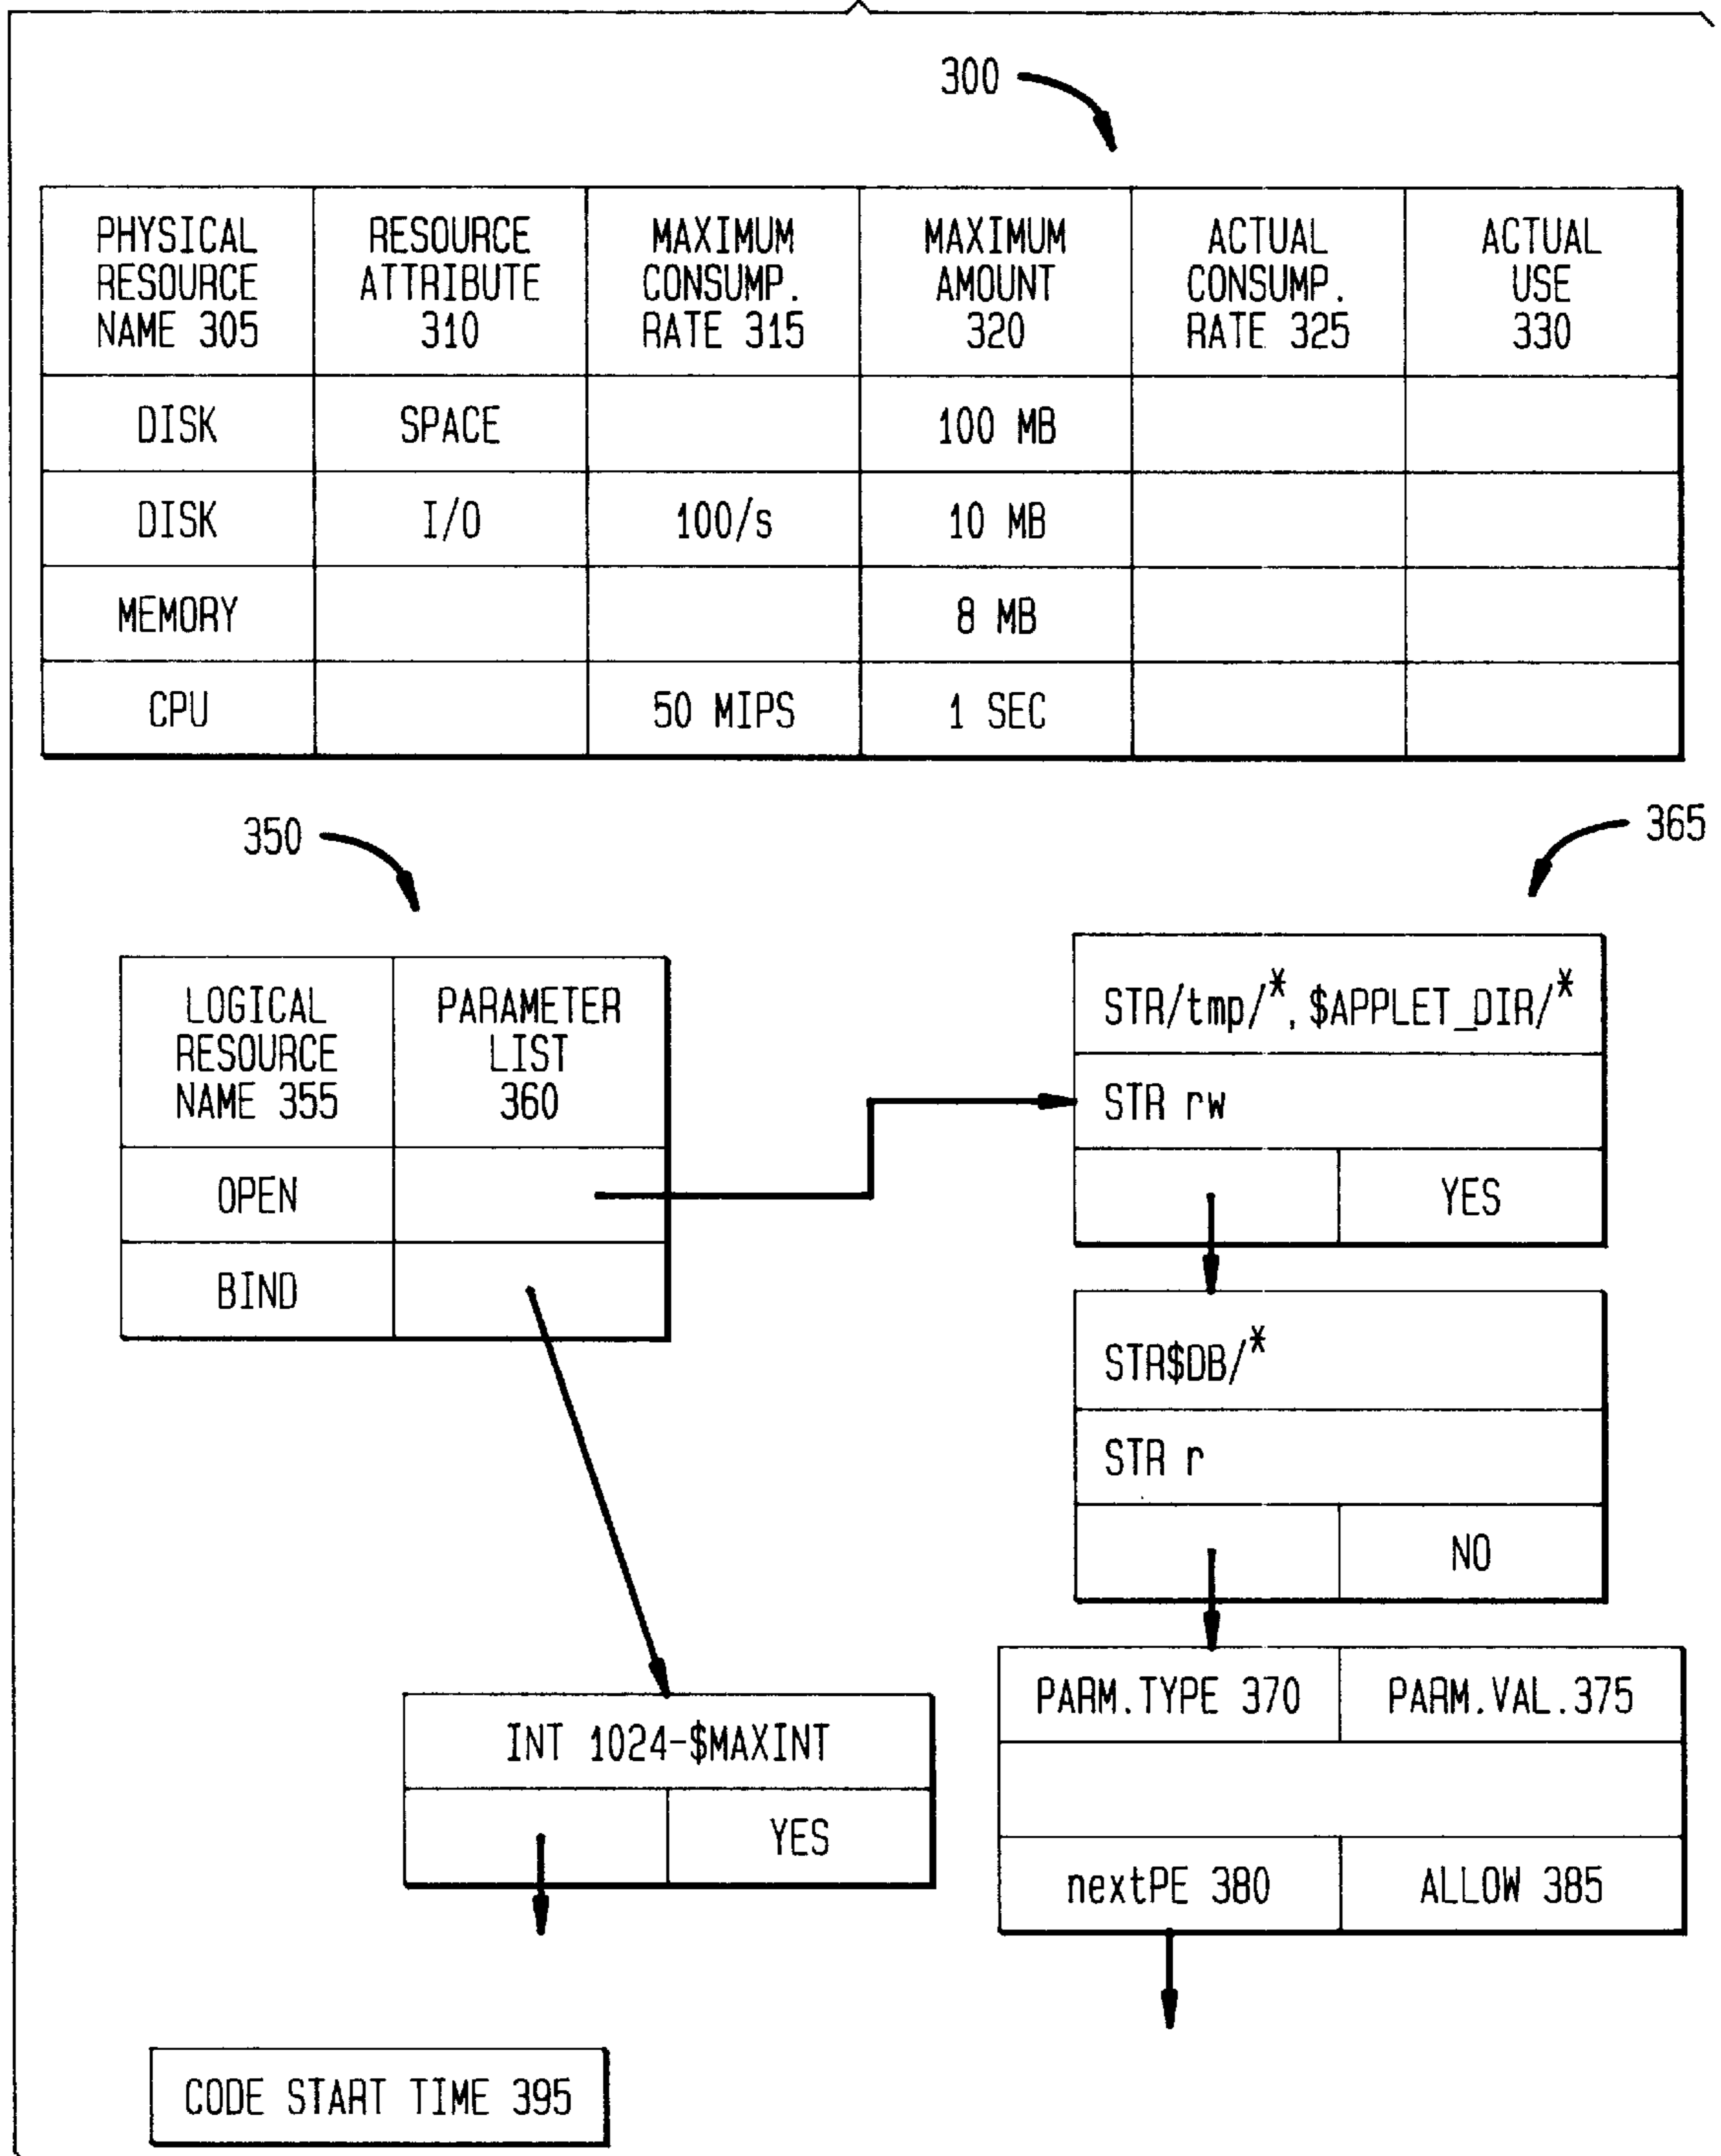 300
PHYSICAL RESOURCE NAME 305
RESOURCE ATTRIBUTE 310
MAXIMUM CONSUMP. RATE 315
MAXIMUM AMOUNT 320
ACTUAL CONSUMP. RATE 325
ACTUAL USE 330
DISK SPACE 100 MB
DISK I/O 100/s 10 MB
MEMORY 8 MB
CPU 50 MIPS 1 SEC
350
365
LOGICAL RESOURCE NAME 355
PARAMETER LIST 360
OPEN
BIND
STR/tmp/*, $APPLET_DIR/*
STR rw
YES
STR$DB/*
STR r
NO
PARM.TYPE 370 PARM.VAL.375
nextPE 380 ALLOW 385
INT 1024-$MAXINT
YES
CODE START TIME 395